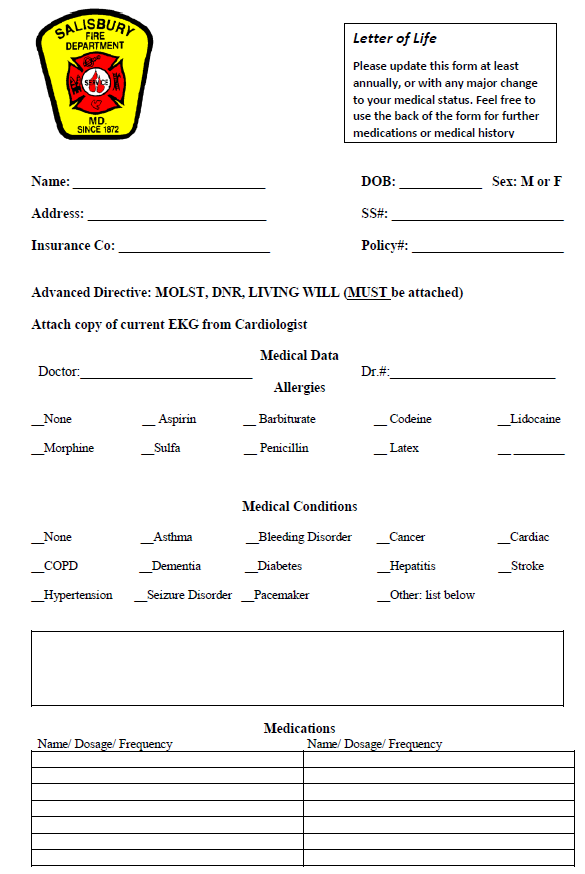 SALISBURY
FIRE
DEPARTMENT
SERVICE
MD.
SINCE 1872
Letter of Life
Please update this form at least
annually, or with any major change
to your medical status. Feel free to
use the back of the form for further
medications or medical history
Name: ____________________________ DOB: ____________ Sex: M or F
Address: __________________________ SS#: _________________________
Insurance Co: ______________________ Policy#: ______________________
Advanced Directive: MOLST, DNR, LIVING WILL (MUST be attached)
Attach copy of current EKG from Cardiologist
Medical Data
Doctor:___________________________ Dr.#:__________________________
Allergies
__None __ Aspirin __ Barbiturate __ Codeine __Lidocaine
__Morphine __Sulfa __ Penicillin __ Latex __ ________
Medical Conditions
__None __Asthma __Bleeding Disorder __Cancer __Cardiac
__COPD __Dementia __Diabetes __Hepatitis __Stroke
__Hypertension __Seizure Disorder __Pacemaker __Other: list below
Medications
Name/ Dosage/ Frequency Name/ Dosage/ Frequency